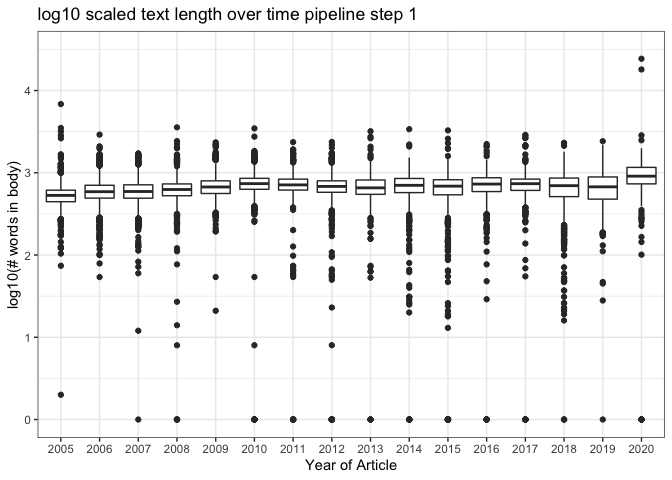 log10 scaled text length over time pipeline step 1
log10(# words in body)
4
3
2
1
0
2005 2006 2007 2008 2009 2010 2011 2012 2013 2014 2015 2016 2017 2018 2019 2020
Year of Article